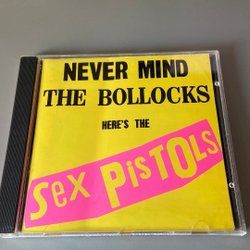 NEVER MIND
THE BOLLOCKS
HERE'S THE
Sex PiSTOLS